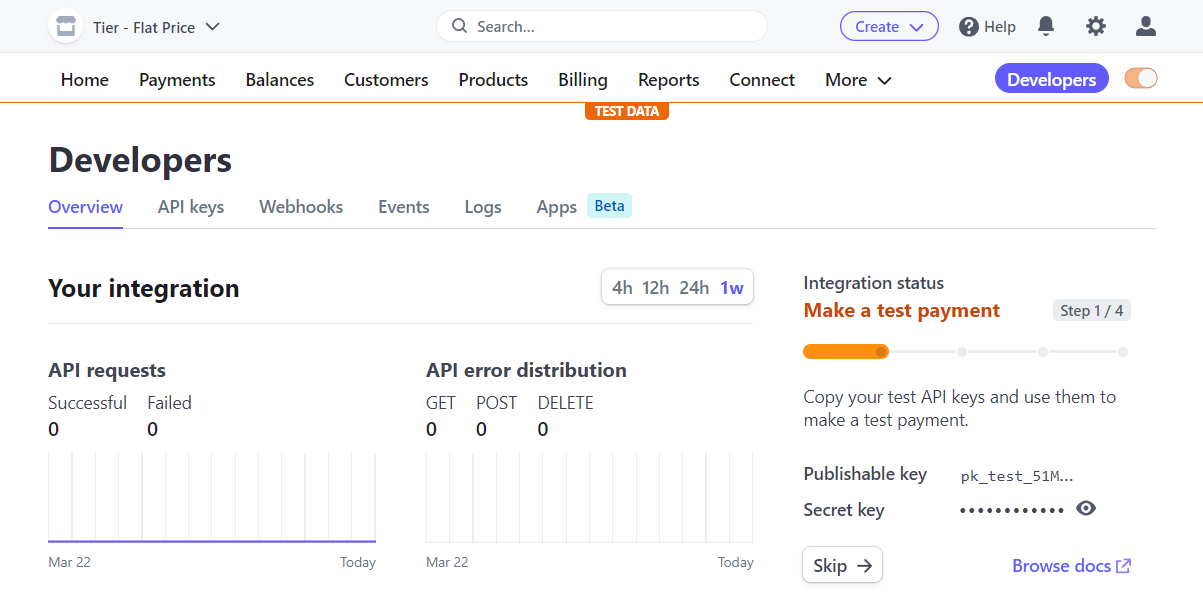 Tier - Flat Price
Search...
Create
Help
Home Payments Balances Customers Products Billing Reports Connect More Developers
TEST DATA
Developers
Overview API keys Webhooks Events Logs Apps Beta
Your integration
4h 12h 24h 1w
API requests
Successful Failed
0 0
Mar 22 Today
API error distribution
GET POST DELETE
0 0 0
Mar 22 Today
Integration status
Make a test payment Step 1 / 4
Copy your test API keys and use them to
make a test payment.
Publishable key pk_test_51M...
Secret key ••••••••••••
Skip → Browse docs